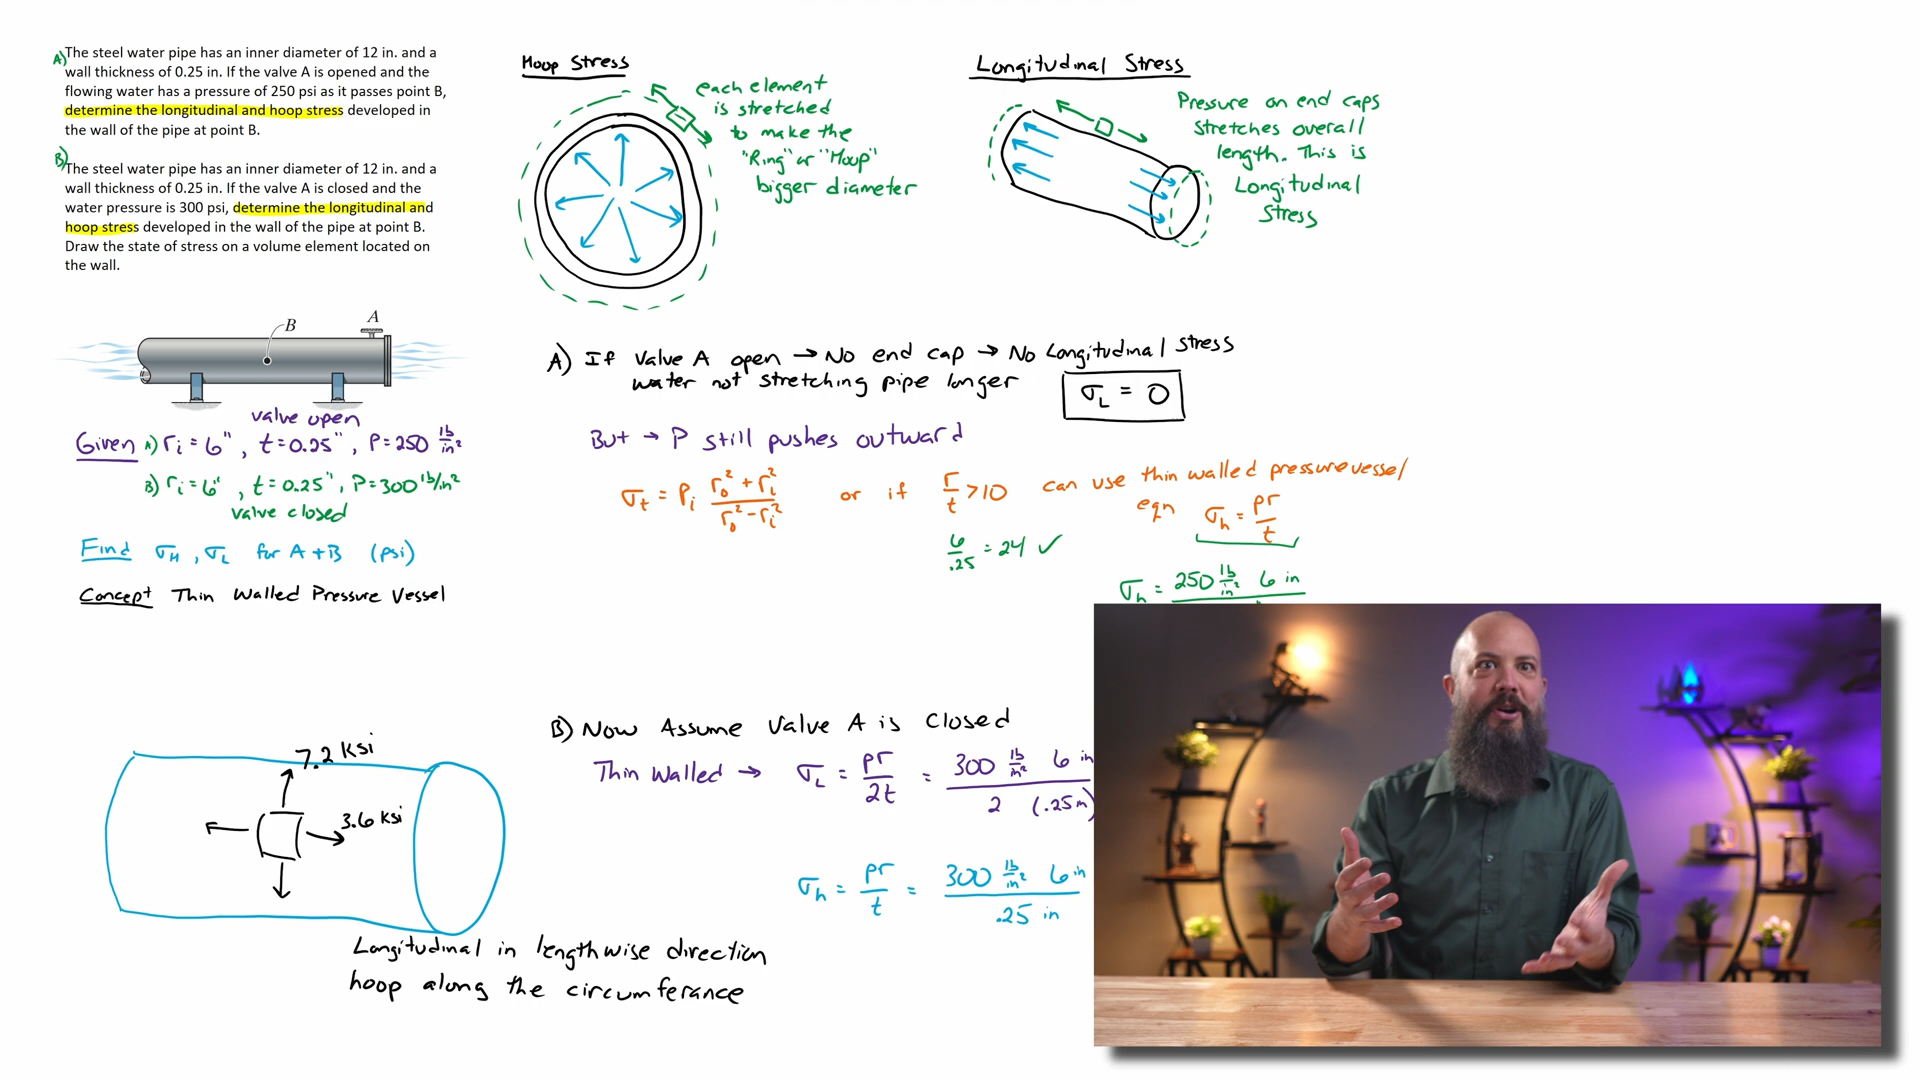 A) The steel water pipe has an inner diameter of 12 in. and a
wall thickness of 0.25 in. If the valve A is opened and the
flowing water has a pressure of 250 psi as it passes point B,
determine the longitudinal and hoop stress developed in
the wall of the pipe at point B.
B) The steel water pipe has an inner diameter of 12 in. and a
wall thickness of 0.25 in. If the valve A is closed and the
water pressure is 300 psi, determine the longitudinal and
hoop stress developed in the wall of the pipe at point B.
Draw the state of stress on a volume element located on
the wall.
B
A
valve open
Given A) ri = 6", t = 0.25", P = 250 lb/in²
B) ri = 6", t = 0.25", P = 300 lb/in²
valve closed
Find σH, σL for A + B (psi)
Concept Thin Walled Pressure Vessel
Hoop Stress
each element
is stretched
to make the
"Ring" or "Hoop"
bigger diameter
Longitudinal Stress
Pressure on end caps
stretches overall
length. This is
Longitudinal
Stress
A) If Valve A open → No end cap → No Longitudinal Stress
water not stretching pipe longer
σL = 0
But → P still pushes outward
σt = Pi (ro² + ri²)/(ro² - ri²) or if r/t > 10 can use thin walled pressure vessel
eqn σh = pr/t
6/.25 = 24 ✓
σh = 250 lb/in² 6 in
B) Now Assume Valve A is Closed
Thin Walled → σL = pr/2t = 300 lb/in² 6 in / 2 (.25 in)
σh = pr/t = 300 lb/in² 6 in / .25 in
7.2 ksi
3.6 ksi
Longitudinal in lengthwise direction
hoop along the circumferance